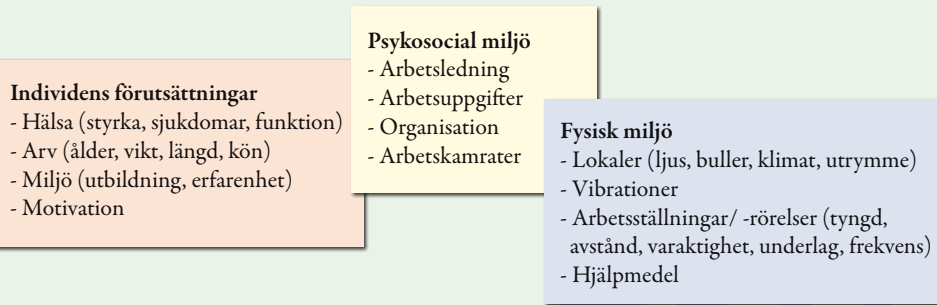 Individens förutsättningar
- Hälsa (styrka, sjukdomar, funktion)
- Arv (ålder, vikt, längd, kön)
- Miljö (utbildning, erfarenhet)
- Motivation
Psykosocial miljö
- Arbetsledning
- Arbetsuppgifter
- Organisation
- Arbetskamrater
Fysisk miljö
- Lokaler (ljus, buller, klimat, utrymme)
- Vibrationer
- Arbetsställningar/ -rörelser (tyngd,
avstånd, varaktighet, underlag, frekvens)
- Hjälpmedel